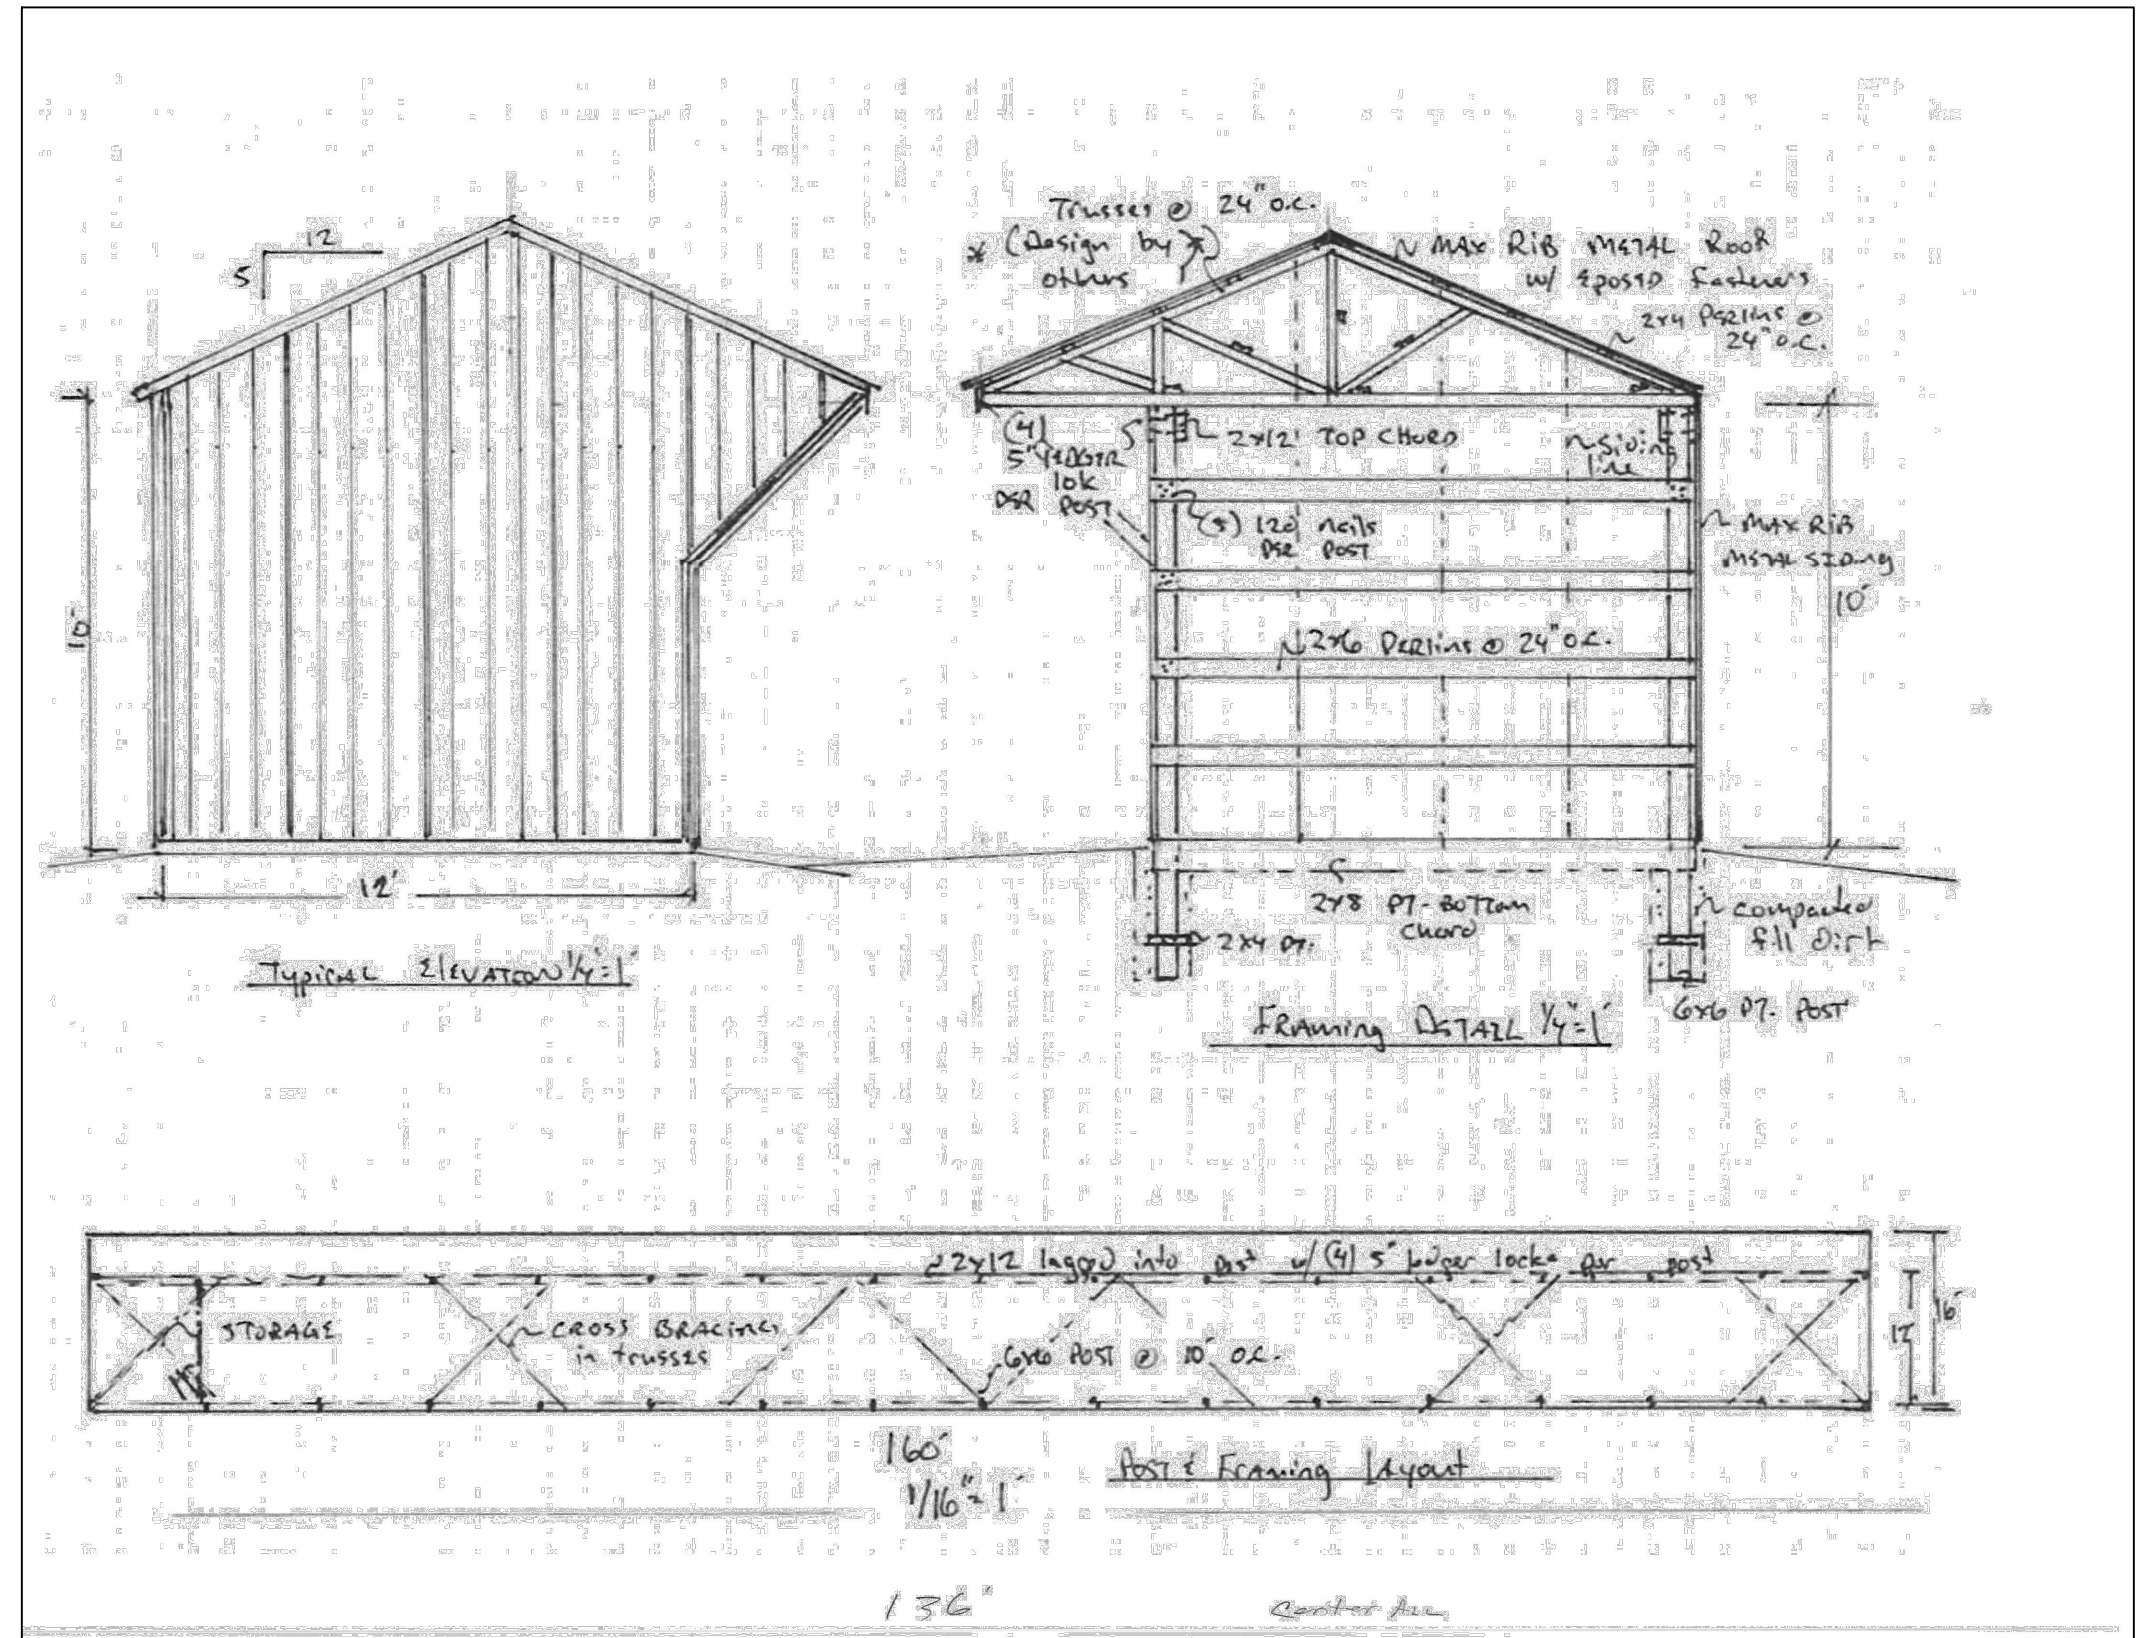 12
5
10'
12'
Typical Elevation 1/4"=1'
Trusses @ 24" o.c.
* (Design by *)
others
MAX RIB METAL Roof
w/ Eposed Fasteners
2x4 Perlins @
24" o.c.
(4)
5" LEDGER
lok
PER POST
2x12 TOP CHORD
Siding
line
(5) 12d nails
PER POST
MAX RIB
METAL SIDING
10'
2x6 Perlins @ 24" o.c.
2x8 PT. Bottom
Chord
2x4 PT.
Compacted
fill Dirt
6x6 PT. POST
FRAMING DETAIL 1/4"=1'
2x12 lagged into post w/ (4) 5" ledger locks per post
STORAGE
CROSS BRACING
in trusses
6x6 POST @ 10' O.C.
12'
16'
160'
1/16"=1'
Post & Framing Layout
136'
Center